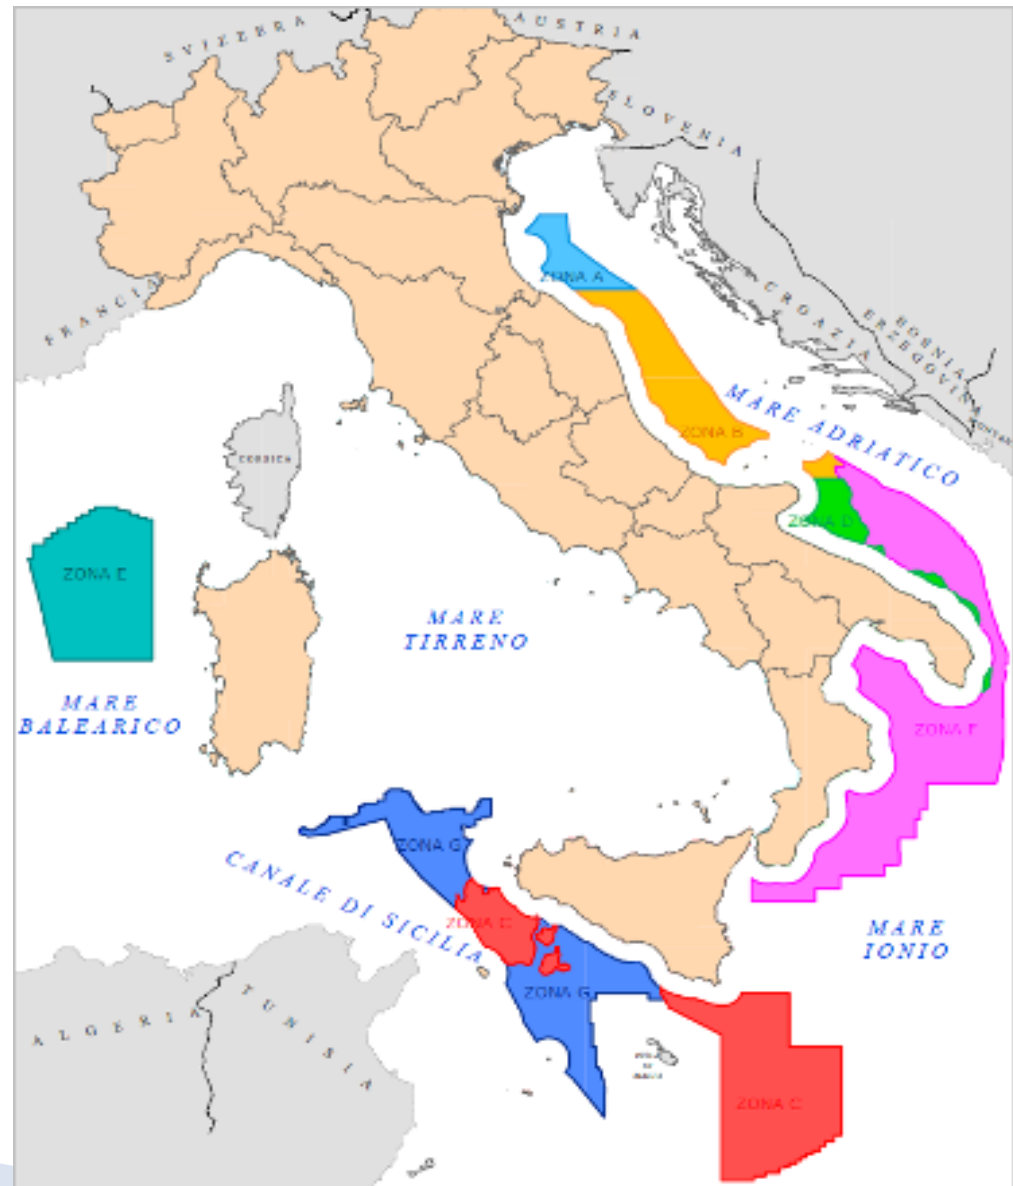 SVIZZERA
AUSTRIA
SLOVENIA
FRANCIA
CROAZIA
BOSNIA
ERZEGOVINA
ZONA A
ZONA B
MARE ADRIATICO
CORSICA
ZONA D
ZONA E
MARE
TIRRENO
MARE
BALEARICO
ZONA F
ZONA G
CANALE DI SICILIA
ZONA C
MARE
IONIO
ZONA G
ALGERIA
TUNISIA
ZONA C